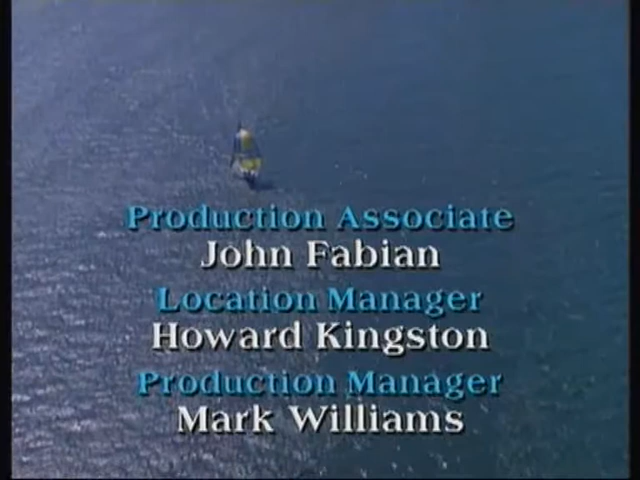 Production Associate
John Fabian
Location Manager
Howard Kingston
Production Manager
Mark Williams